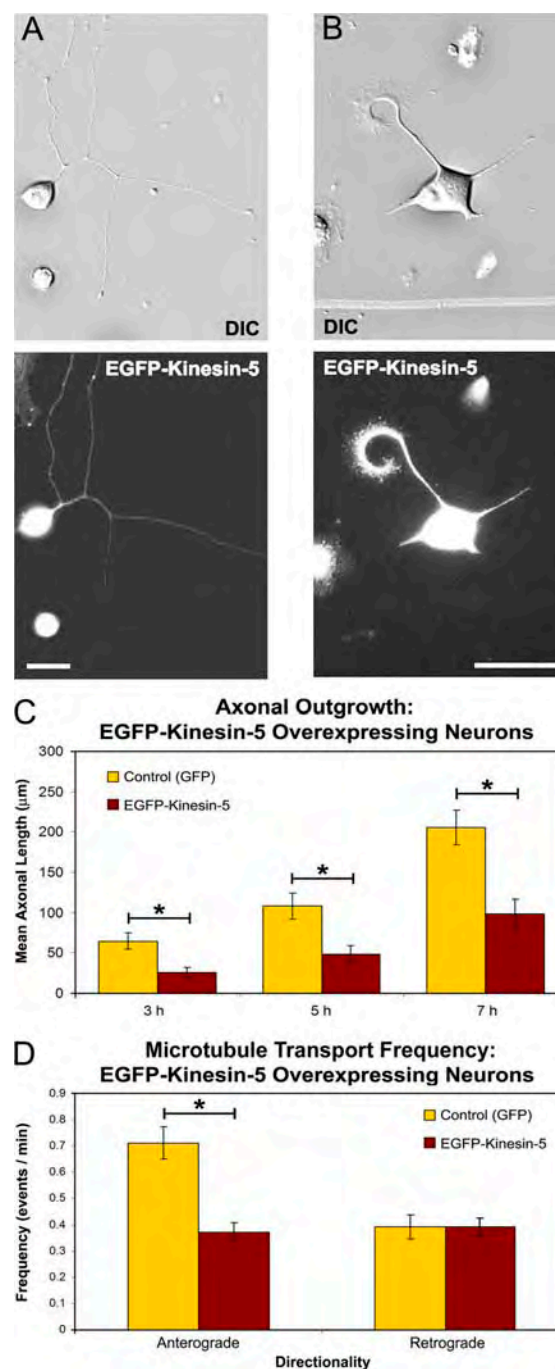 A
B
DIC
DIC
EGFP-Kinesin-5
EGFP-Kinesin-5
C
Axonal Outgrowth:
EGFP-Kinesin-5 Overexpressing Neurons
Mean Axonal Length (μm)
300
250
200
150
100
50
0
Control (GFP)
EGFP-Kinesin-5
*
*
*
3 h
5 h
7 h
D
Microtubule Transport Frequency:
EGFP-Kinesin-5 Overexpressing Neurons
Frequency (events / min)
0.9
0.8
0.7
0.6
0.5
0.4
0.3
0.2
0.1
0
*
Control (GFP)
EGFP-Kinesin-5
Anterograde
Retrograde
Directionality